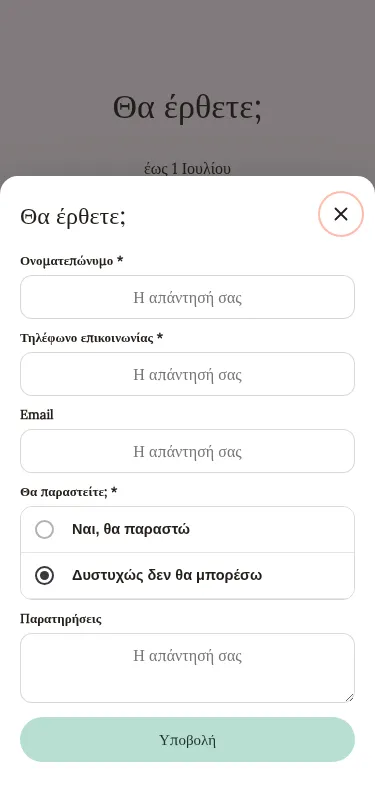 Θα έρθετε;
έως 1 Ιουλίου
Θα έρθετε;
Ονοματεπώνυμο *
Η απάντησή σας
Τηλέφωνο επικοινωνίας *
Η απάντησή σας
Email
Η απάντησή σας
Θα παραστείτε; *
Ναι, θα παραστώ
Δυστυχώς δεν θα μπορέσω
Παρατηρήσεις
Η απάντησή σας
Υποβολή